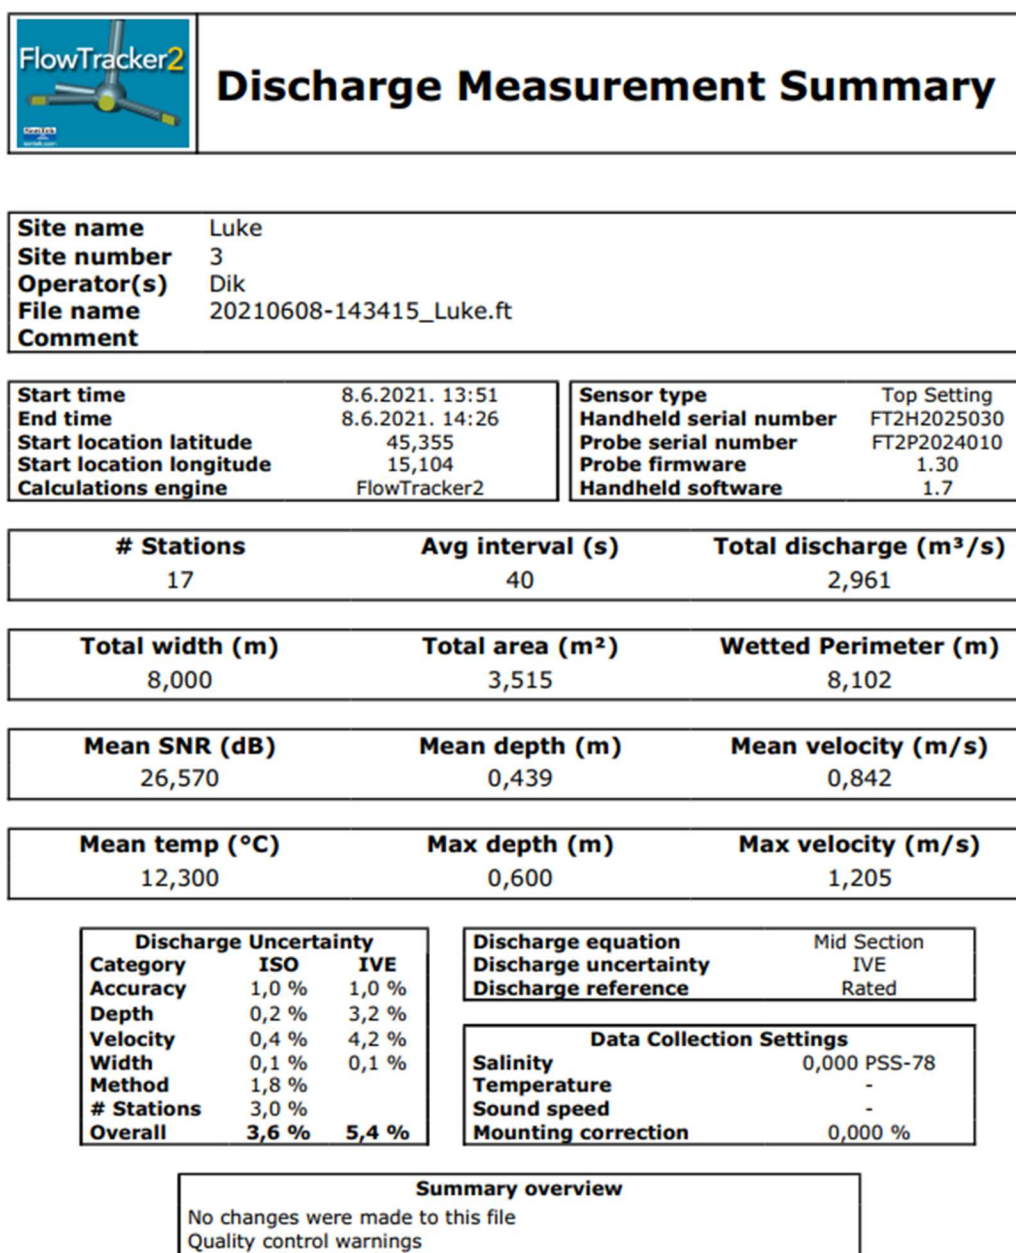 FlowTracker2
SonTek
sontek.com
Discharge Measurement Summary
Site name Luke
Site number 3
Operator(s) Dik
File name 20210608-143415_Luke.ft
Comment
Start time 8.6.2021. 13:51
End time 8.6.2021. 14:26
Start location latitude 45,355
Start location longitude 15,104
Calculations engine FlowTracker2
Sensor type Top Setting
Handheld serial number FT2H2025030
Probe serial number FT2P2024010
Probe firmware 1.30
Handheld software 1.7
# Stations Avg interval (s) Total discharge (m³/s)
17 40 2,961
Total width (m) Total area (m²) Wetted Perimeter (m)
8,000 3,515 8,102
Mean SNR (dB) Mean depth (m) Mean velocity (m/s)
26,570 0,439 0,842
Mean temp (°C) Max depth (m) Max velocity (m/s)
12,300 0,600 1,205
Discharge Uncertainty
Category ISO IVE
Accuracy 1,0 % 1,0 %
Depth 0,2 % 3,2 %
Velocity 0,4 % 4,2 %
Width 0,1 % 0,1 %
Method 1,8 %
# Stations 3,0 %
Overall 3,6 % 5,4 %
Discharge equation Mid Section
Discharge uncertainty IVE
Discharge reference Rated
Data Collection Settings
Salinity 0,000 PSS-78
Temperature -
Sound speed -
Mounting correction 0,000 %
Summary overview
No changes were made to this file
Quality control warnings